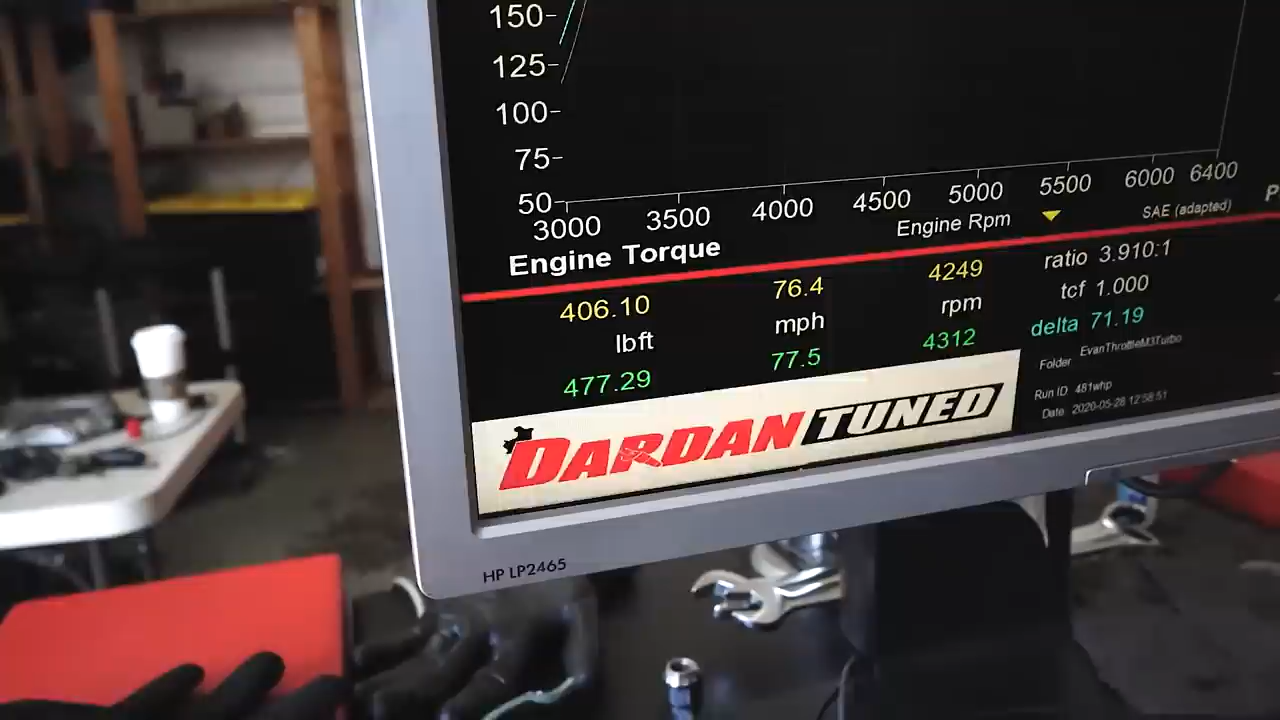 150-
125-
100-
75-
50-
3000 3500 4000 4500 5000 5500 6000 6400
Engine Rpm
SAE (adapted)
P
Engine Torque
406.10 76.4 4249 ratio 3.910:1
lbft mph rpm tcf 1.000
477.29 77.5 4312 delta 71.19
Folder EvanThrottleM3Turbo
Run ID 481whp
Date 2020-05-28 12:58:51
DARDAN TUNED
HP LP2465